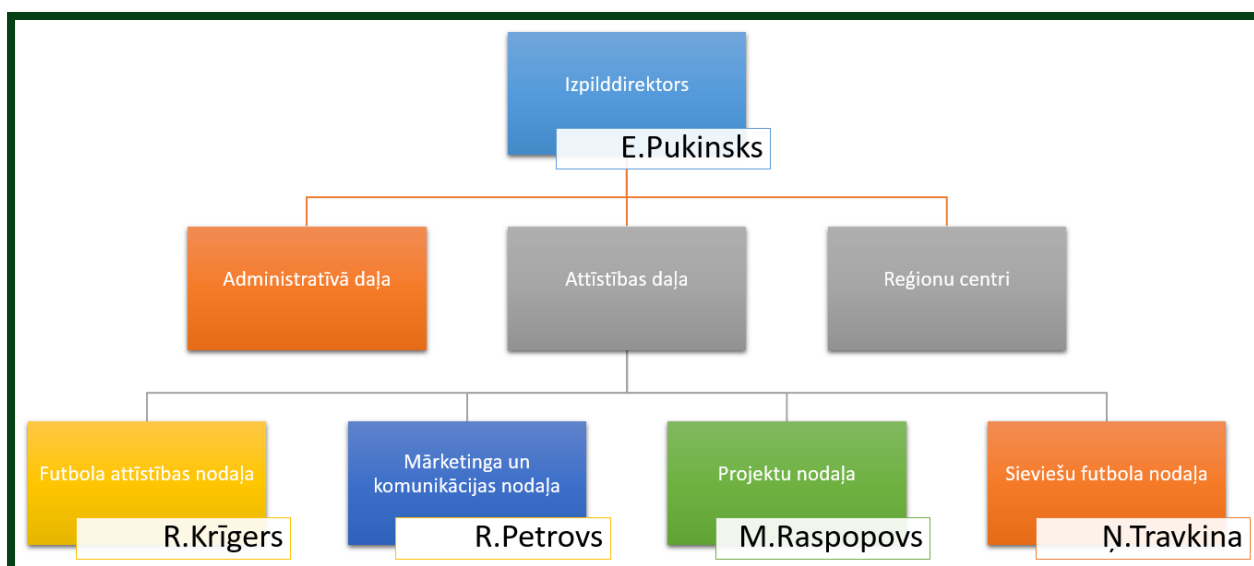 Izpilddirektors
E.Pukinsks
Administratīvā daļa
Attīstības daļa
Reģionu centri
Futbola attīstības nodaļa
R.Krīgers
Mārketinga un
komunikācijas nodaļa
R.Petrovs
Projektu nodaļa
M.Raspopovs
Sieviešu futbola nodaļa
Ņ.Travkina